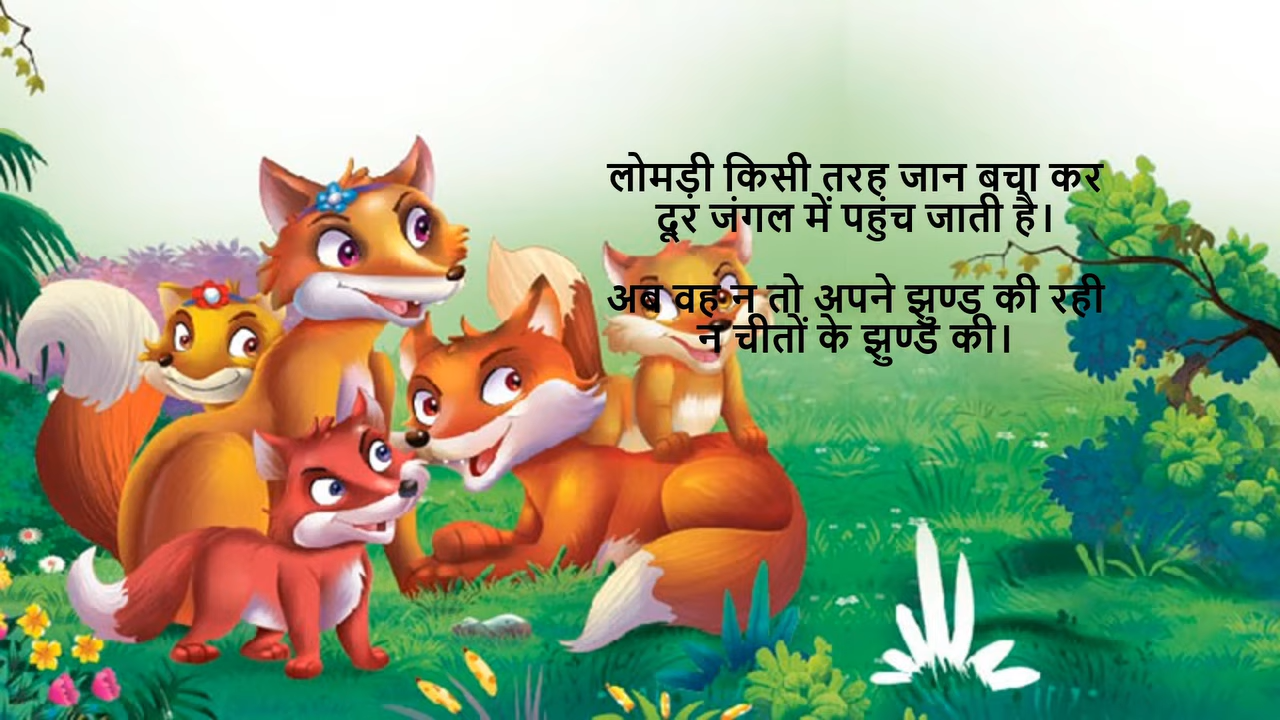 लोमड़ी किसी तरह जान बचा कर
दूर जंगल में पहुंच जाती है।
अब वह न तो अपने झुण्ड की रही
न चीतों के झुण्ड की।